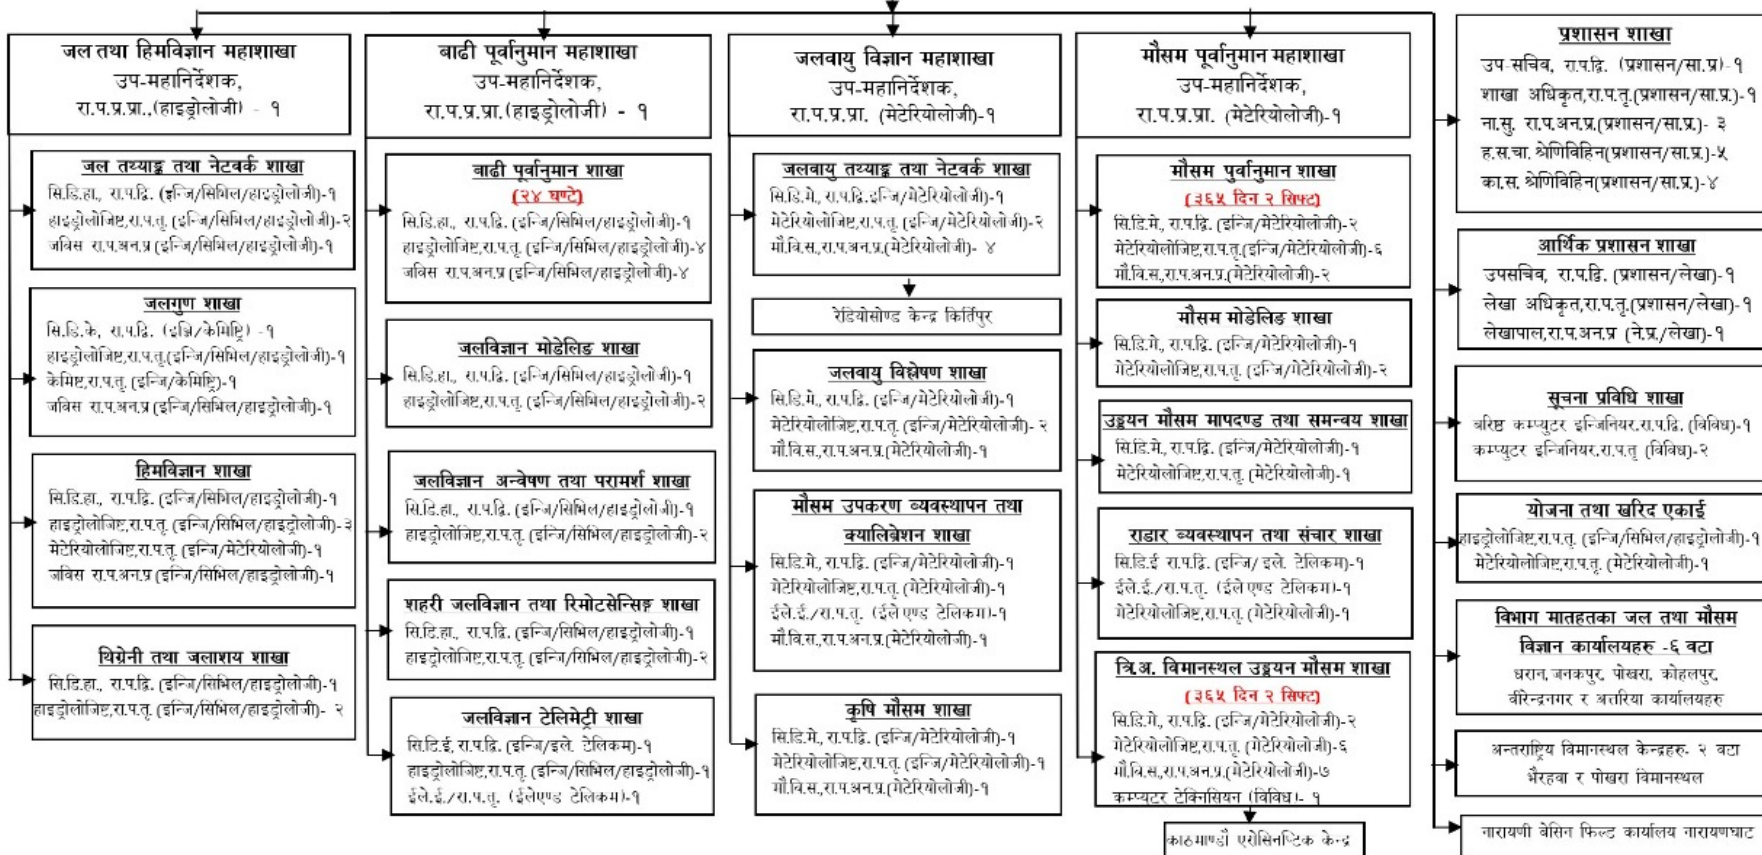 जल तथा हिमविज्ञान महाशाखा
उप-महानिर्देशक,
रा.प.प्र.प्रा.,(हाइड्रोलोजी) - १
जल तथ्याङ्क तथा नेटवर्क शाखा
सि.डि.हा., रा.प.द्वि. (इन्जि/सिभिल/हाइड्रोलोजी)-१
हाइड्रोलोजिष्ट,रा.प.तृ. (इन्जि/सिभिल/हाइड्रोलोजी)-२
जविस रा.प.अन.प्र (इन्जि/सिभिल/हाइड्रोलोजी)-१
जलगुण शाखा
सि.डि.के, रा.प.द्वि. (इन्जि/केमिष्ट्रि) -१
हाइड्रोलोजिष्ट,रा.प.तृ.(इन्जि/सिभिल/हाइड्रोलोजी)-१
केमिष्ट,रा.प.तृ. (इन्जि/केमिष्ट्रि)-१
जविस रा.प.अन.प्र (इन्जि/सिभिल/हाइड्रोलोजी)-१
हिमविज्ञान शाखा
सि.डि.हा., रा.प.द्वि. (इन्जि/सिभिल/हाइड्रोलोजी)-१
हाइड्रोलोजिष्ट,रा.प.तृ. (इन्जि/सिभिल/हाइड्रोलोजी)-३
मेटेरियोलोजिष्ट,रा.प.तृ. (इन्जि/मेटेरियोलोजी)-१
जविस रा.प.अन.प्र (इन्जि/सिभिल/हाइड्रोलोजी)-१
थिग्रेनी तथा जलाशय शाखा
सि.डि.हा., रा.प.द्वि. (इन्जि/सिभिल/हाइड्रोलोजी)-१
हाइड्रोलोजिष्ट,रा.प.तृ. (इन्जि/सिभिल/हाइड्रोलोजी)- २
बाढी पूर्वानुमान महाशाखा
उप-महानिर्देशक,
रा.प.प्र.प्रा.(हाइड्रोलोजी) - १
बाढी पूर्वानुमान शाखा
(२४ घण्टे)
सि.डि.हा., रा.प.द्वि. (इन्जि/सिभिल/हाइड्रोलोजी)-१
हाइड्रोलोजिष्ट,रा.प.तृ. (इन्जि/सिभिल/हाइड्रोलोजी)-४
जविस रा.प.अन.प्र (इन्जि/सिभिल/हाइड्रोलोजी)-४
जलविज्ञान मोडेलिङ शाखा
सि.डि.हा., रा.प.द्वि. (इन्जि/सिभिल/हाइड्रोलोजी)-१
हाइड्रोलोजिष्ट,रा.प.तृ. (इन्जि/सिभिल/हाइड्रोलोजी)-२
जलविज्ञान अन्वेषण तथा परामर्श शाखा
सि.डि.हा., रा.प.द्वि. (इन्जि/सिभिल/हाइड्रोलोजी)-१
हाइड्रोलोजिष्ट,रा.प.तृ. (इन्जि/सिभिल/हाइड्रोलोजी)-२
शहरी जलविज्ञान तथा रिमोटसेन्सिङ्ग शाखा
सि.डि.हा., रा.प.द्वि. (इन्जि/सिभिल/हाइड्रोलोजी)-१
हाइड्रोलोजिष्ट,रा.प.तृ. (इन्जि/सिभिल/हाइड्रोलोजी)-२
जलविज्ञान टेलिमेट्री शाखा
सि.डि.ई, रा.प.द्वि. (इन्जि/इले. टेलिकम)-१
हाइड्रोलोजिष्ट,रा.प.तृ. (इन्जि/सिभिल/हाइड्रोलोजी)-१
ईले.ई./रा.प.तृ. (ईलेएण्ड टेलिकम)-१
जलवायु विज्ञान महाशाखा
उप-महानिर्देशक,
रा.प.प्र.प्रा. (मेटेरियोलोजी)-१
जलवायु तथ्याङ्क तथा नेटवर्क शाखा
सि.डि.मे., रा.प.द्वि.इन्जि/मेटेरियोलोजी)-१
मेटेरियोलोजिष्ट,रा.प.तृ. (इन्जि/मेटेरियोलोजी)-२
मौ.वि.स.,रा.प.अन.प्र.(मेटेरियोलोजी)- ४
रेडियोसोण्ड केन्द्र किर्तिपुर
जलवायु विश्लेषण शाखा
सि.डि.मे., रा.प.द्वि. (इन्जि/मेटेरियोलोजी)-१
मेटेरियोलोजिष्ट,रा.प.तृ. (इन्जि/मेटेरियोलोजी)- २
मौ.वि.स.,रा.प.अन.प्र.(मेटेरियोलोजी)-१
मौसम उपकरण व्यवस्थापन तथा
क्यालिब्रेशन शाखा
सि.डि.मे., रा.प.द्वि. (इन्जि/मेटेरियोलोजी)-१
मेटेरियोलोजिष्ट,रा.प.तृ. (मेटेरियोलोजी)-१
ईले.ई./रा.प.तृ. (ईलेएण्ड टेलिकम)-१
मौ.वि.स.,रा.प.अन.प्र.(मेटेरियोलोजी)-१
कृषि मौसम शाखा
सि.डि.मे., रा.प.द्वि. (इन्जि/मेटेरियोलोजी)-१
मेटेरियोलोजिष्ट,रा.प.तृ. (इन्जि/मेटेरियोलोजी)-१
मौ.वि.स.,रा.प.अन.प्र.(मेटेरियोलोजी)-१
मौसम पूर्वानुमान महाशाखा
उप-महानिर्देशक,
रा.प.प्र.प्रा. (मेटेरियोलोजी)-१
मौसम पुर्वानुमान शाखा
(३६५ दिन २ सिफ्ट)
सि.डि.मे., रा.प.द्वि. (इन्जि/मेटेरियोलोजी)-२
मेटेरियोलोजिष्ट,रा.प.तृ.(इन्जि/मेटेरियोलोजी)-६
मौ.वि.स.,रा.प.अन.प्र.(मेटेरियोलोजी)-२
मौसम मोडेलिङ शाखा
सि.डि.मे., रा.प.द्वि. (इन्जि/मेटेरियोलोजी)-१
मेटेरियोलोजिष्ट,रा.प.तृ. (इन्जि/मेटेरियोलोजी)-२
उड्डयन मौसम मापदण्ड तथा समन्वय शाखा
सि.डि.मे., रा.प.द्वि. (इन्जि/मेटेरियोलोजी)-१
मेटेरियोलोजिष्ट,रा.प.तृ. (मेटेरियोलोजी)-१
राडार व्यवस्थापन तथा संचार शाखा
सि.डि.ई रा.प.द्वि. (इन्जि/ इले. टेलिकम)-१
ईले.ई./रा.प.तृ. (ईलेएण्ड टेलिकम)-१
मेटेरियोलोजिष्ट,रा.प.तृ. (मेटेरियोलोजी)-१
त्रि.अ. विमानस्थल उड्डयन मौसम शाखा
(३६५ दिन २ सिफ्ट)
सि.डि.मे., रा.प.द्वि. (इन्जि/मेटेरियोलोजी)-२
मेटेरियोलोजिष्ट,रा.प.तृ. (मेटेरियोलोजी)-६
मौ.वि.स.,रा.प.अन.प्र.(मेटेरियोलोजी)-७
कम्प्युटर टेक्निसियन (विविध)- १
काठमाण्डौ एरोसिनप्टिक केन्द्र
प्रशासन शाखा
उप-सचिव, रा.प.द्वि. (प्रशासन/सा.प्र)-१
शाखा अधिकृत,रा.प.तृ.(प्रशासन/सा.प्र.)-१
ना.सु. रा.प.अन.प्र.(प्रशासन/सा.प्र.)- ३
ह.स.चा. श्रेणिविहिन(प्रशासन/सा.प्र.)-५
का.स. श्रेणिविहिन(प्रशासन/सा.प्र.)-४
आर्थिक प्रशासन शाखा
उपसचिव, रा.प.द्वि. (प्रशासन/लेखा)-१
लेखा अधिकृत,रा.प.तृ.(प्रशासन/लेखा)-१
लेखापाल,रा.प.अन.प्र (ने.प्र./लेखा)-१
सूचना प्रविधि शाखा
बरिष्ठ कम्प्युटर इन्जिनियर,रा.प.द्वि. (विविध)-१
कम्प्युटर इन्जिनियर,रा.प.तृ (विविध)-२
योजना तथा खरिद एकाई
हाइड्रोलोजिष्ट,रा.प.तृ. (इन्जि/सिभिल/हाइड्रोलोजी)-१
मेटेरियोलोजिष्ट,रा.प.तृ. (मेटेरियोलोजी)-१
विभाग मातहतका जल तथा मौसम
विज्ञान कार्यालयहरु -६ वटा
धरान,जनकपुर, पोखरा, कोहलपुर,
वीरेन्द्रनगर र अत्तरिया कार्यालयहरु
अन्तराष्ट्रिय विमानस्थल केन्द्रहरु- २ वटा
भैरहवा र पोखरा विमानस्थल
नारायणी बेसिन फिल्ड कार्यालय नारायणघाट